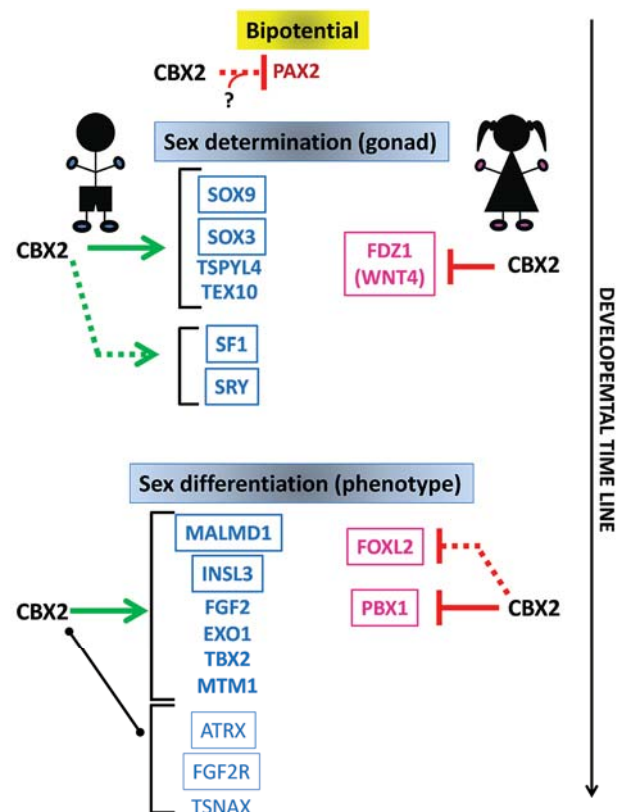 Bipotential
CBX2
PAX2
?
Sex determination (gonad)
SOX9
CBX2
SOX3
TSPYL4
TEX10
FDZ1
(WNT4)
CBX2
SF1
SRY
DEVELOPEMTAL TIME LINE
Sex differentiation (phenotype)
MALMD1
INSL3
CBX2
FGF2
EXO1
TBX2
MTM1
FOXL2
PBX1
CBX2
ATRX
FGF2R
TSNAX